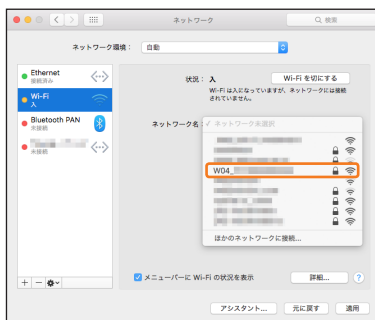 ネットワーク
検索
ネットワーク環境： 自動
Ethernet
接続済み
Wi-Fi
入
Bluetooth PAN
未接続
未接続
状況： 入
Wi-Fi を切にする
Wi-Fi は入になっていますが、ネットワークには接続
されていません。
ネットワーク名： ✓ ネットワーク未選択
W04_
ほかのネットワークに接続...
メニューバーに Wi-Fi の状況を表示
詳細...
?
アシスタント...
元に戻す
適用